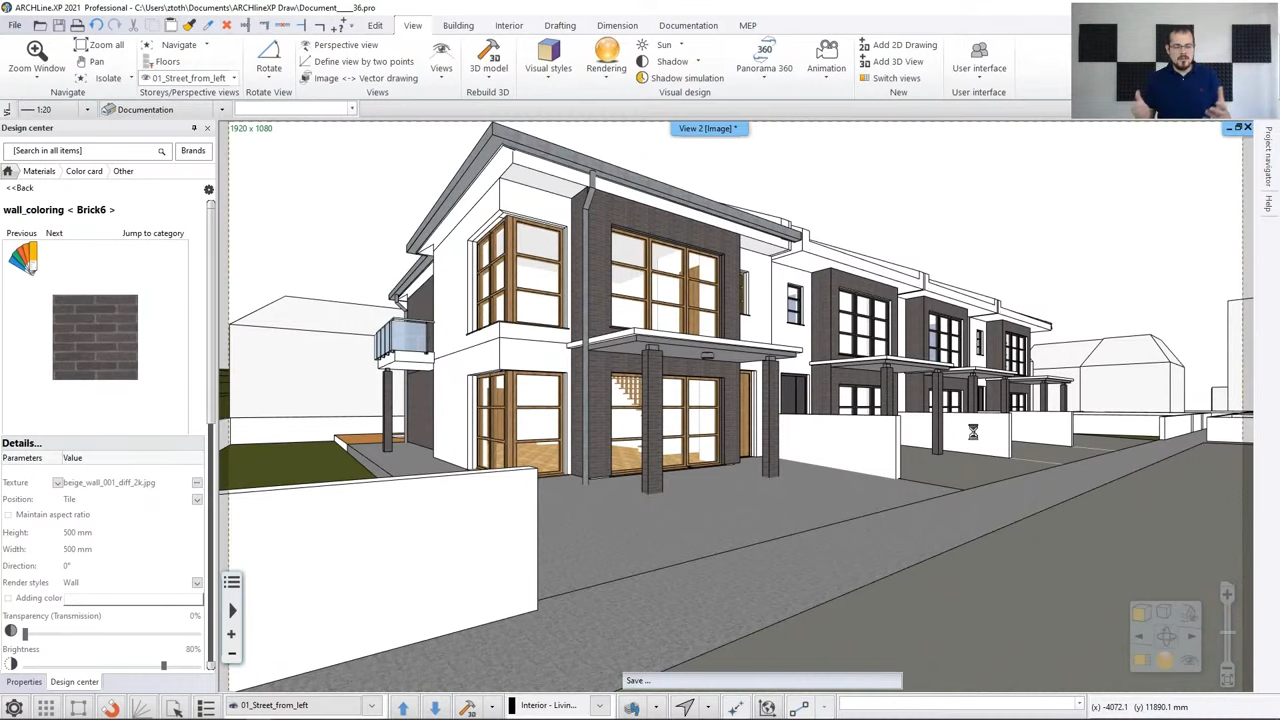 ARCHLine.XP 2021 Professional - C:\Users\ztoth\Documents\ARCHlineXP Draw\Document____36.pro
File
Edit
View
Building
Interior
Drafting
Dimension
Documentation
MEP
Zoom Window
Zoom all
Pan
Isolate
Navigate
Floors
01_Street_from_left
Navigate
Storeys/Perspective views
Rotate
Rotate View
Perspective view
Define view by two points
Image <-> Vector drawing
Views
Views
3D model
Rebuild 3D
Visual styles
Rendering
Sun
Shadow
Shadow simulation
Panorama 360
Animation
Visual design
Add 2D Drawing
Add 3D View
Switch views
New
User interface
User interface
1:20
Documentation
Design center
[Search in all items]
Brands
Materials
Color card
Other
<<Back
wall_coloring < Brick6 >
Previous
Next
Jump to category
Details...
Parameters
Value
Texture
beige_wall_001_diff_2k.jpg
Position:
Tile
Maintain aspect ratio
Height:
500 mm
Width:
500 mm
Direction:
0°
Render styles
Wall
Adding color
Transparency (Transmission)
0%
Brightness
80%
Properties
Design center
1920 x 1080
View 2 [Image] *
Project navigator
Help
Save ...
01_Street_from_left
Interior - Livin...
(x) -4072.1
(y) 11890.1 mm